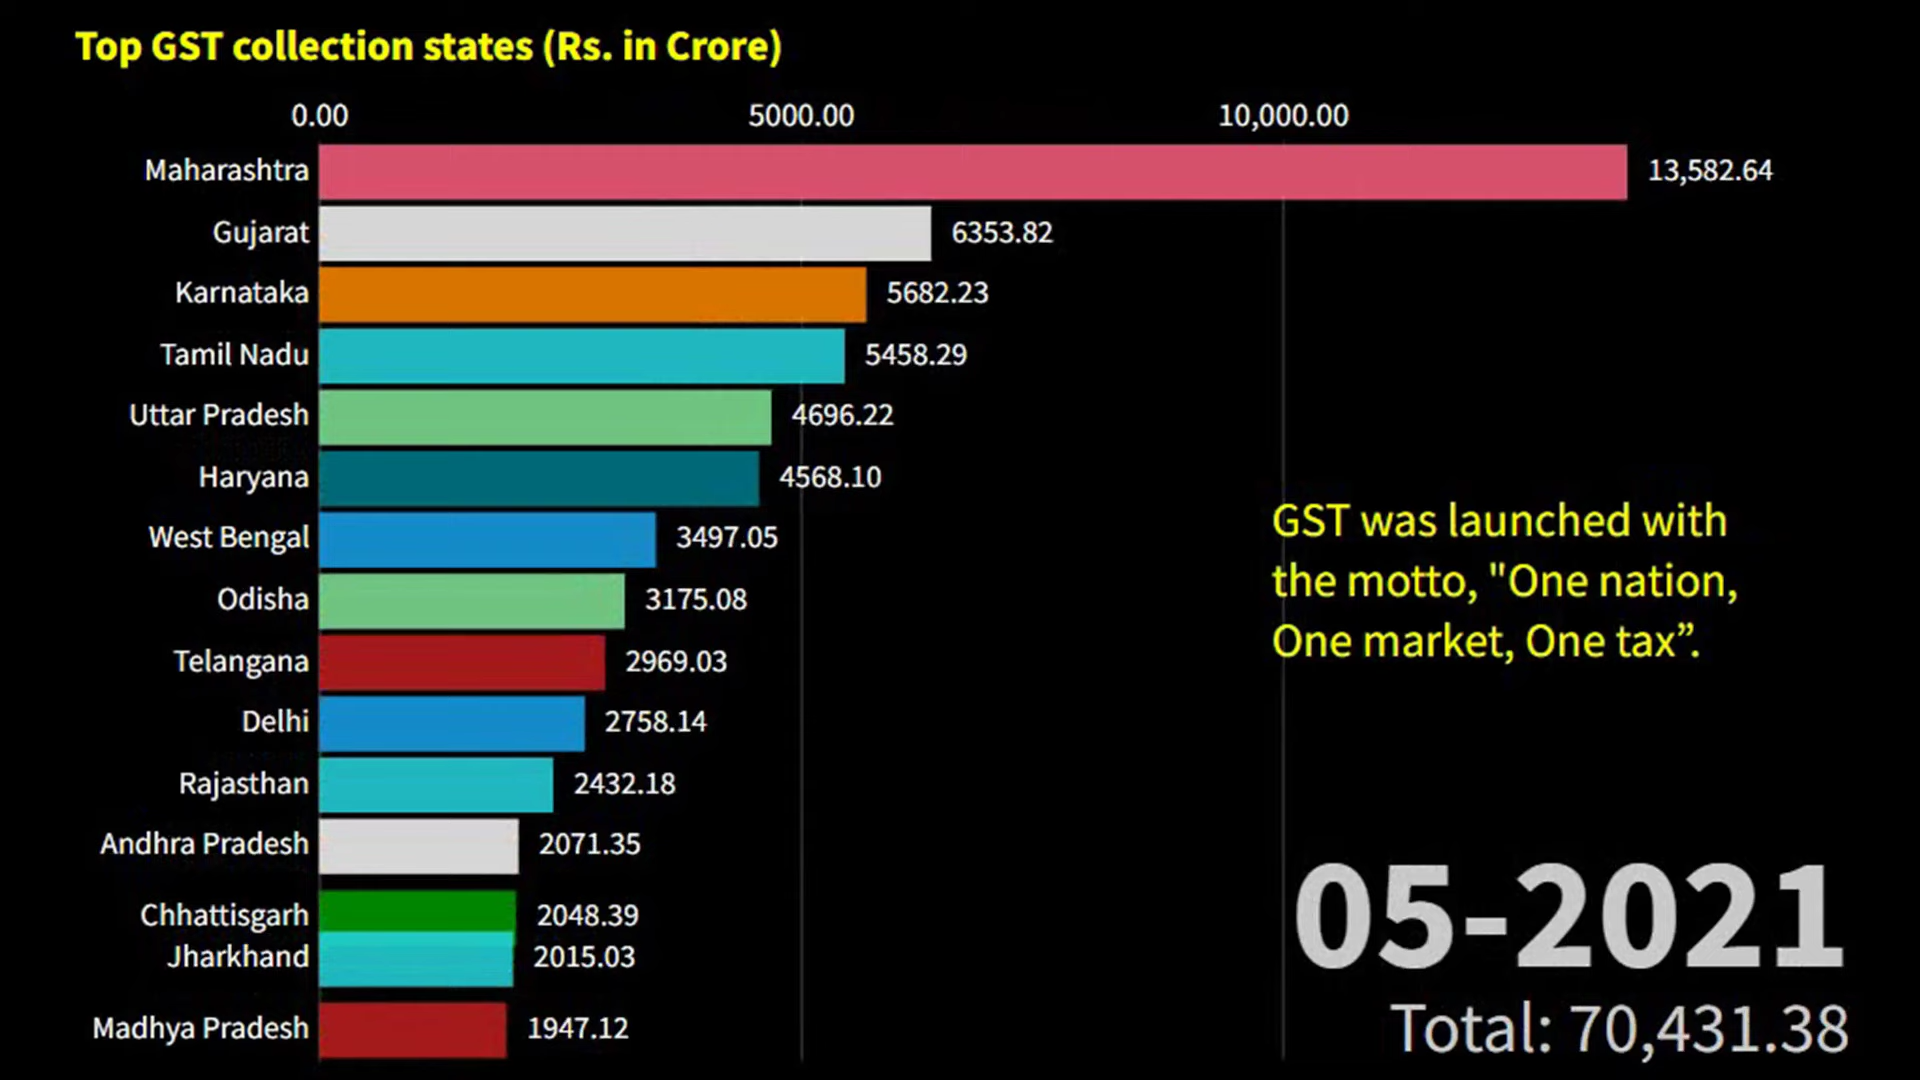 Top GST collection states (Rs. in Crore)
0.00 5000.00 10,000.00
Maharashtra 13,582.64
Gujarat 6353.82
Karnataka 5682.23
Tamil Nadu 5458.29
Uttar Pradesh 4696.22
Haryana 4568.10
West Bengal 3497.05
Odisha 3175.08
Telangana 2969.03
Delhi 2758.14
Rajasthan 2432.18
Andhra Pradesh 2071.35
Chhattisgarh 2048.39
Jharkhand 2015.03
Madhya Pradesh 1947.12
GST was launched with
the motto, "One nation,
One market, One tax”.
05-2021
Total: 70,431.38